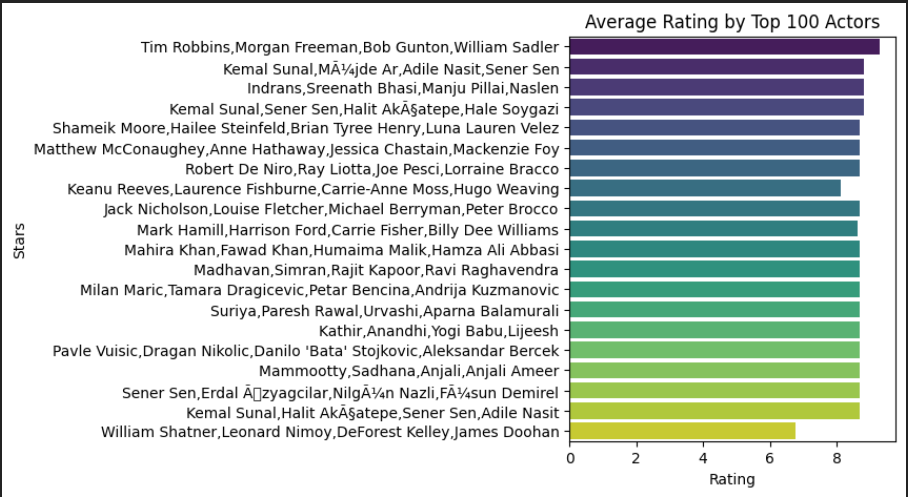 Average Rating by Top 100 Actors
Tim Robbins,Morgan Freeman,Bob Gunton,William Sadler
Kemal Sunal,MÃ¼jde Ar,Adile Nasit,Sener Sen
Indrans,Sreenath Bhasi,Manju Pillai,Naslen
Kemal Sunal,Sener Sen,Halit AkÃ§atepe,Hale Soygazi
Shameik Moore,Hailee Steinfeld,Brian Tyree Henry,Luna Lauren Velez
Matthew McConaughey,Anne Hathaway,Jessica Chastain,Mackenzie Foy
Robert De Niro,Ray Liotta,Joe Pesci,Lorraine Bracco
Keanu Reeves,Laurence Fishburne,Carrie-Anne Moss,Hugo Weaving
Jack Nicholson,Louise Fletcher,Michael Berryman,Peter Brocco
Mark Hamill,Harrison Ford,Carrie Fisher,Billy Dee Williams
Mahira Khan,Fawad Khan,Humaima Malik,Hamza Ali Abbasi
Madhavan,Simran,Rajit Kapoor,Ravi Raghavendra
Milan Maric,Tamara Dragicevic,Petar Bencina,Andrija Kuzmanovic
Suriya,Paresh Rawal,Urvashi,Aparna Balamurali
Kathir,Anandhi,Yogi Babu,Lijeesh
Pavle Vuisic,Dragan Nikolic,Danilo 'Bata' Stojkovic,Aleksandar Bercek
Mammootty,Sadhana,Anjali,Anjali Ameer
Sener Sen,Erdal Ã▯zyagcilar,NilgÃ¼n Nazli,FÃ¼sun Demirel
Kemal Sunal,Halit AkÃ§atepe,Sener Sen,Adile Nasit
William Shatner,Leonard Nimoy,DeForest Kelley,James Doohan
Stars
0 2 4 6 8
Rating